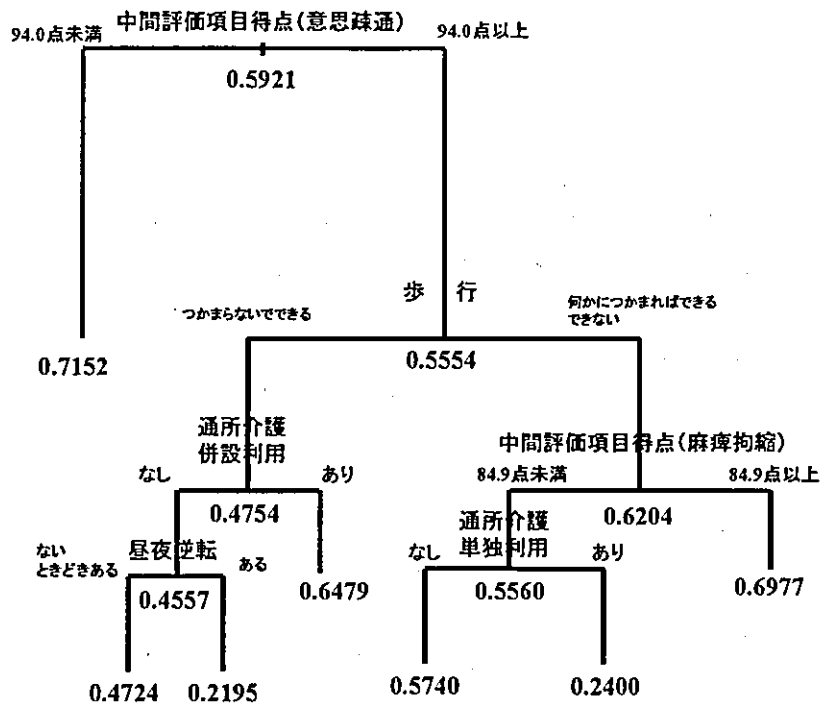 中間評価項目得点(意思疎通)
94.0点未満
94.0点以上
0.5921
歩行
つかまらないでできる
何かにつかまればできる
できない
0.7152
0.5554
通所介護
併設利用
なし
あり
中間評価項目得点(麻痺拘縮)
84.9点未満
84.9点以上
0.4754
0.6204
昼夜逆転
ない
ときどきある
ある
通所介護
単独利用
なし
あり
0.4557
0.6479
0.5560
0.6977
0.4724
0.2195
0.5740
0.2400